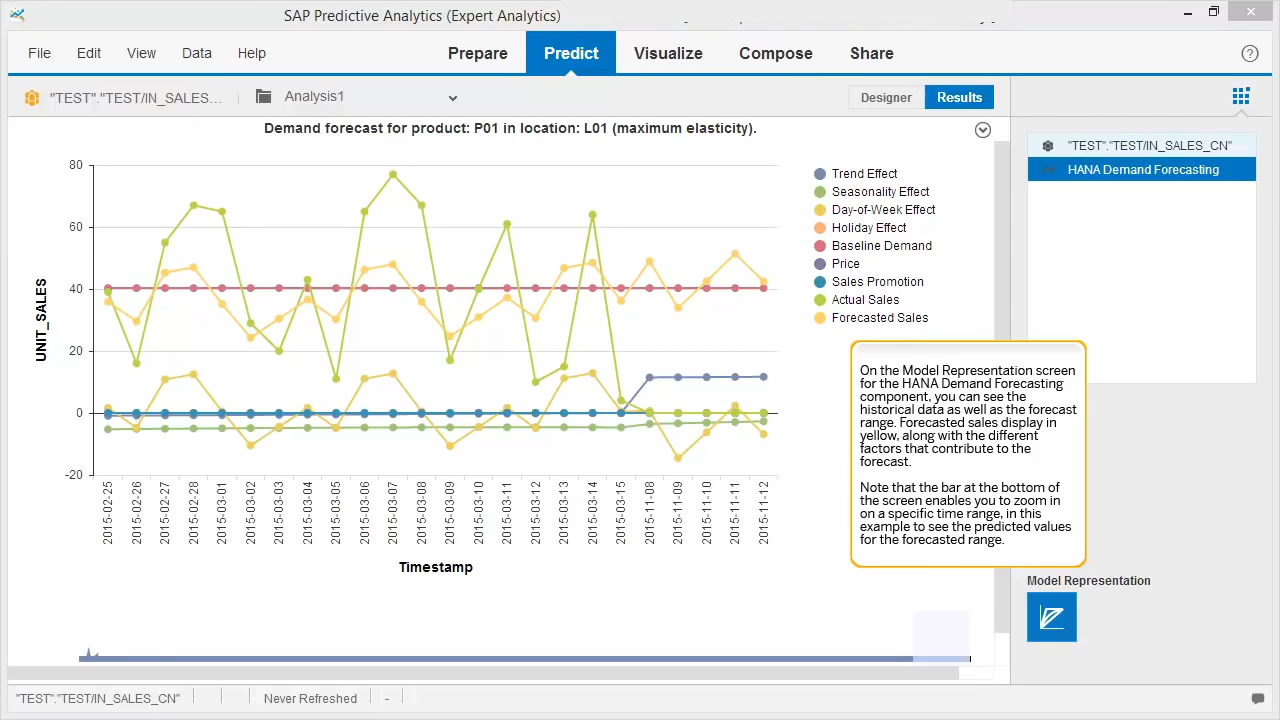 SAP Predictive Analytics (Expert Analytics)
File Edit View Data Help Prepare Predict Visualize Compose Share ?
"TEST"."TEST/IN_SALES... Analysis1 Designer Results
Demand forecast for product: P01 in location: L01 (maximum elasticity).
"TEST"."TEST/IN_SALES_CN"
HANA Demand Forecasting
80
60
40
20
0
-20
UNIT_SALES
Trend Effect
Seasonality Effect
Day-of-Week Effect
Holiday Effect
Baseline Demand
Price
Sales Promotion
Actual Sales
Forecasted Sales
2015-02-25
2015-02-26
2015-02-27
2015-02-28
2015-03-01
2015-03-02
2015-03-03
2015-03-04
2015-03-05
2015-03-06
2015-03-07
2015-03-08
2015-03-09
2015-03-10
2015-03-11
2015-03-12
2015-03-13
2015-03-14
2015-03-15
2015-11-08
2015-11-09
2015-11-10
2015-11-11
2015-11-12
Timestamp
On the Model Representation screen
for the HANA Demand Forecasting
component, you can see the
historical data as well as the forecast
range. Forecasted sales display in
yellow, along with the different
factors that contribute to the
forecast.
Note that the bar at the bottom of
the screen enables you to zoom in
on a specific time range, in this
example to see the predicted values
for the forecasted range.
Model Representation
"TEST"."TEST/IN_SALES_CN" Never Refreshed -